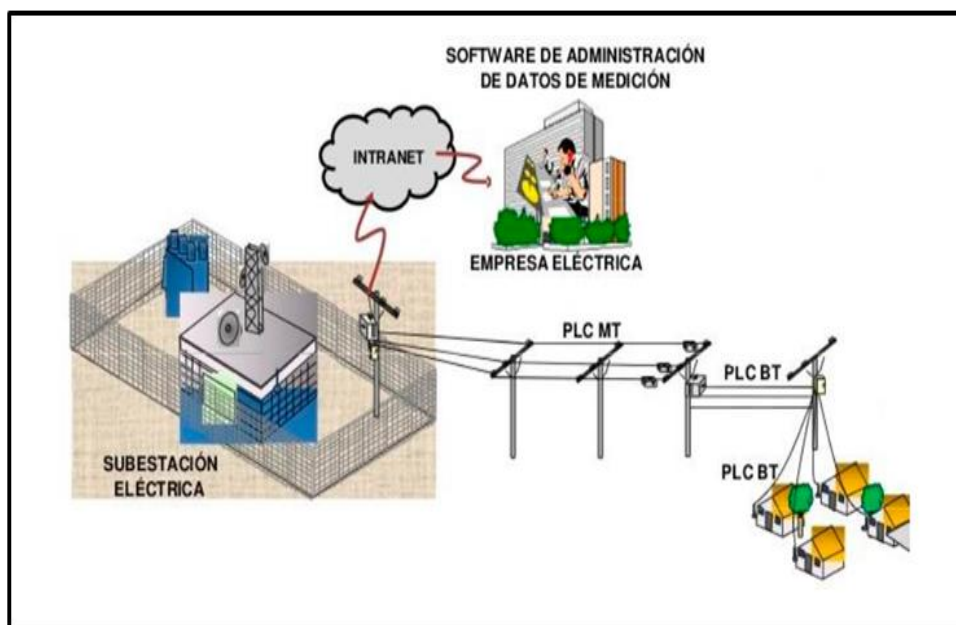 SOFTWARE DE ADMINISTRACIÓN
DE DATOS DE MEDICIÓN
INTRANET
EMPRESA ELÉCTRICA
PLC MT
PLC BT
SUBESTACIÓN
ELÉCTRICA
PLC BT